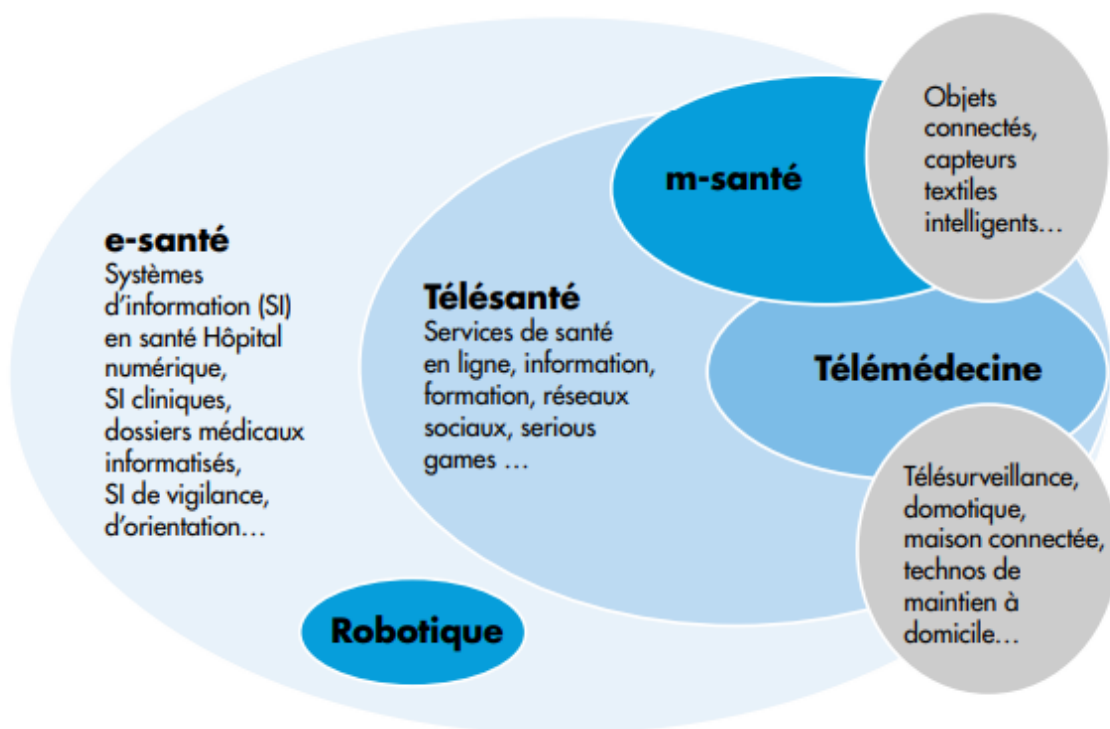 e-santé
Systèmes
d'information (SI)
en santé Hôpital
numérique,
SI cliniques,
dossiers médicaux
informatisés,
SI de vigilance,
d'orientation…
Télésanté
Services de santé
en ligne, information,
formation, réseaux
sociaux, serious
games …
m-santé
Objets
connectés,
capteurs
textiles
intelligents…
Télémédecine
Télésurveillance,
domotique,
maison connectée,
technos de
maintien à
domicile…
Robotique